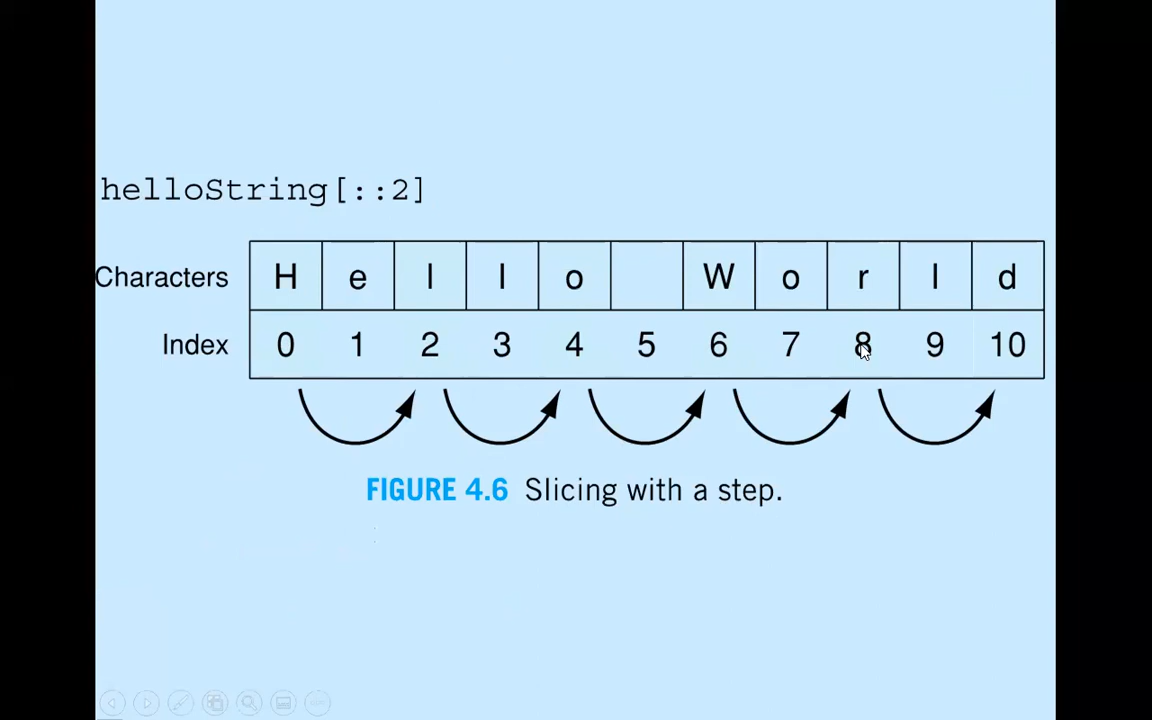 helloString[::2]
Characters H e l l o W o r l d
Index 0 1 2 3 4 5 6 7 8 9 10
FIGURE 4.6 Slicing with a step.